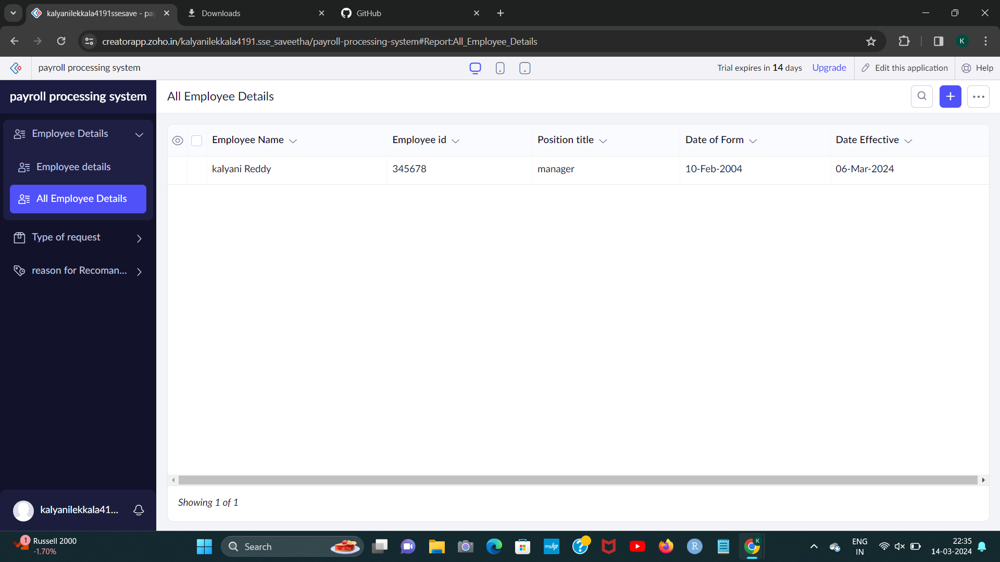 kalyanilekkala4191ssesave - pay
Downloads
GitHub
creatorapp.zoho.in/kalyanilekkala4191.sse_saveetha/payroll-processing-system#Report:All_Employee_Details
K
payroll processing system
Trial expires in 14 days
Upgrade
Edit this application
Help
payroll processing system
All Employee Details
Employee Details
Employee details
All Employee Details
Type of request
reason for Recoman...
Employee Name
Employee id
Position title
Date of Form
Date Effective
kalyani Reddy
345678
manager
10-Feb-2004
06-Mar-2024
Showing 1 of 1
kalyanilekkala41...
1
Russell 2000
-1.70%
Search
myhp
R
K
ENG
IN
22:35
14-03-2024